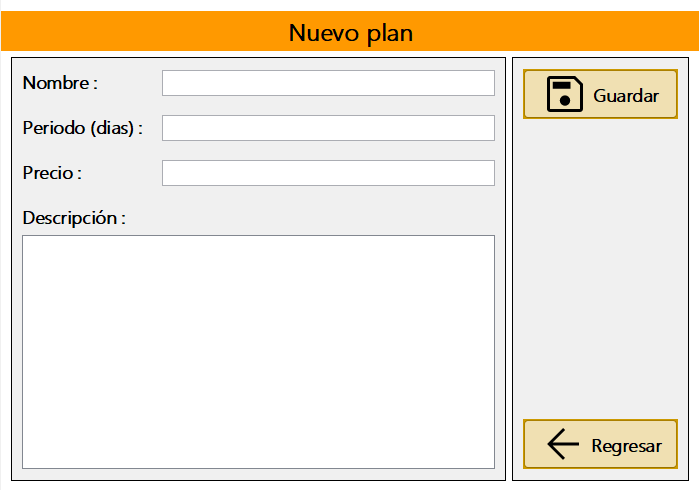 Nuevo plan
Nombre :
Periodo (dias) :
Precio :
Descripción :
Guardar
Regresar